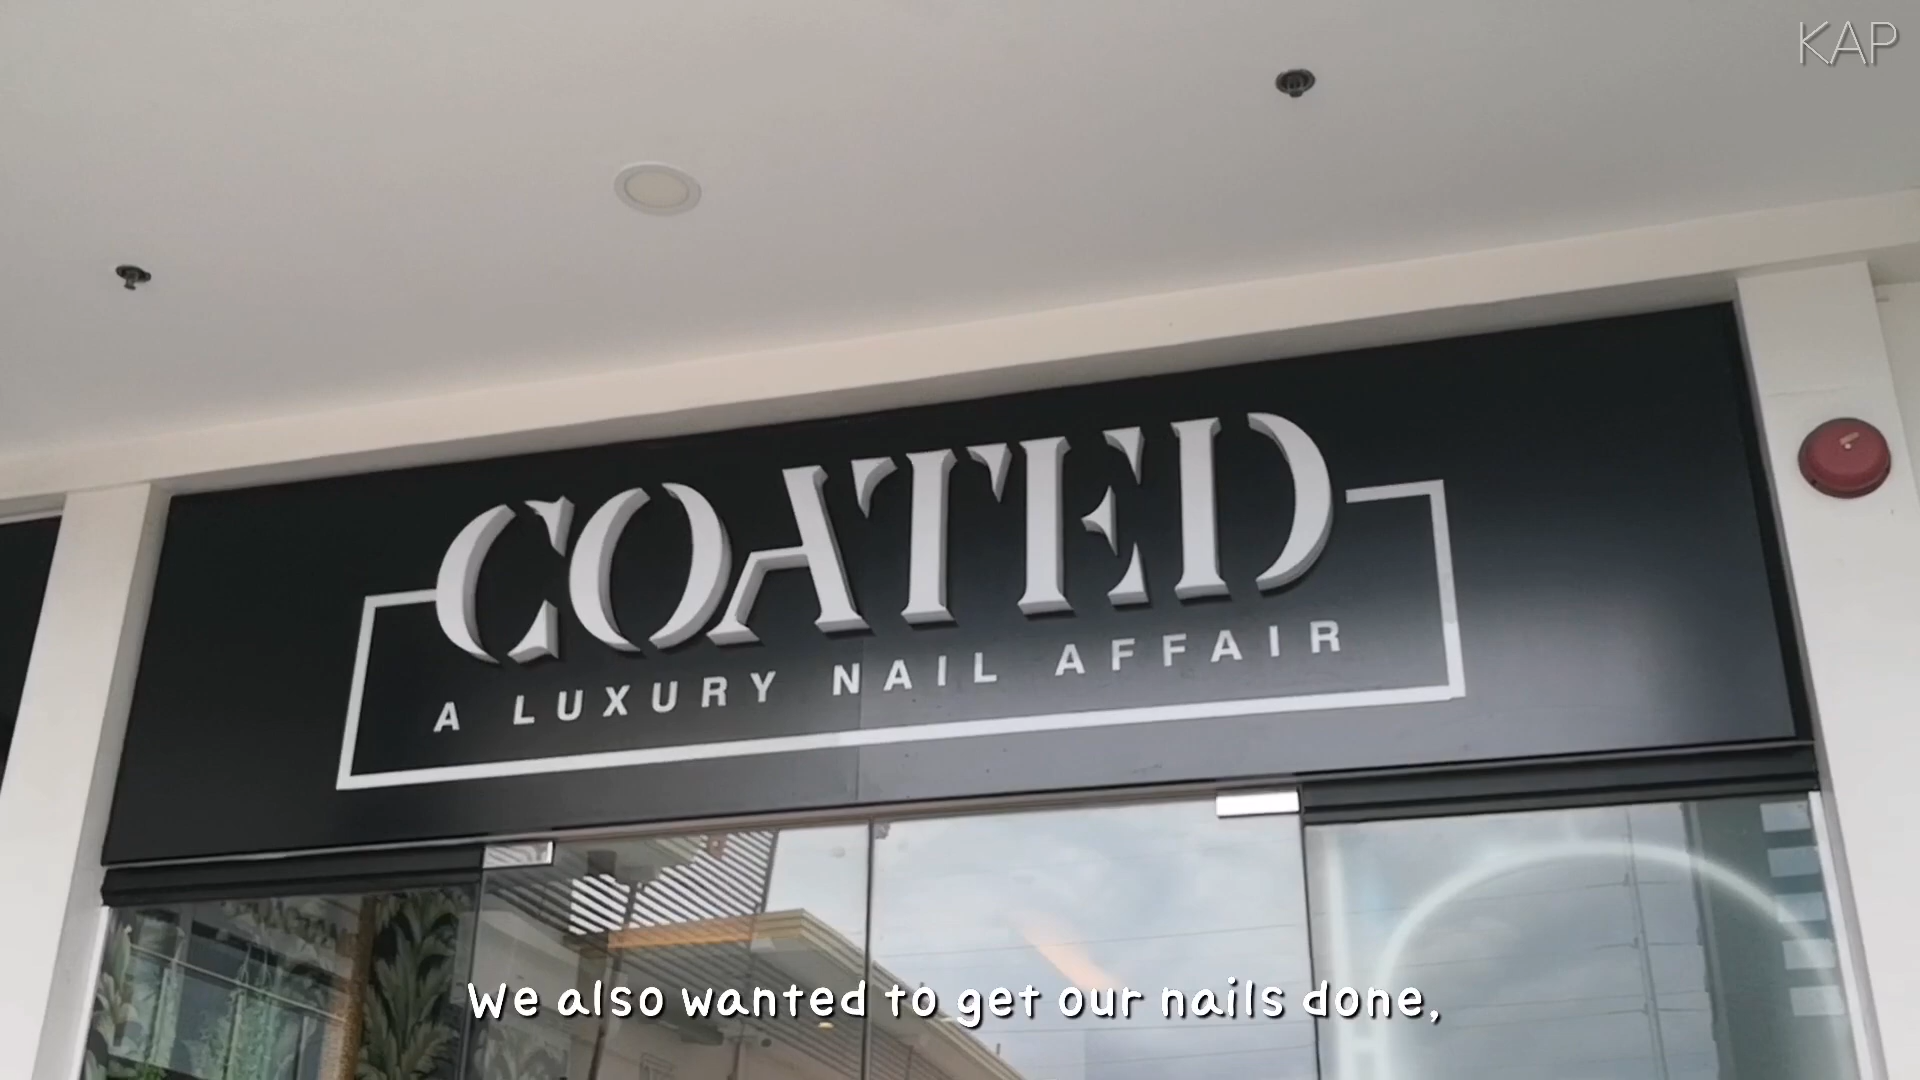 KAP
COATED
A LUXURY NAIL AFFAIR
We also wanted to get our nails done,